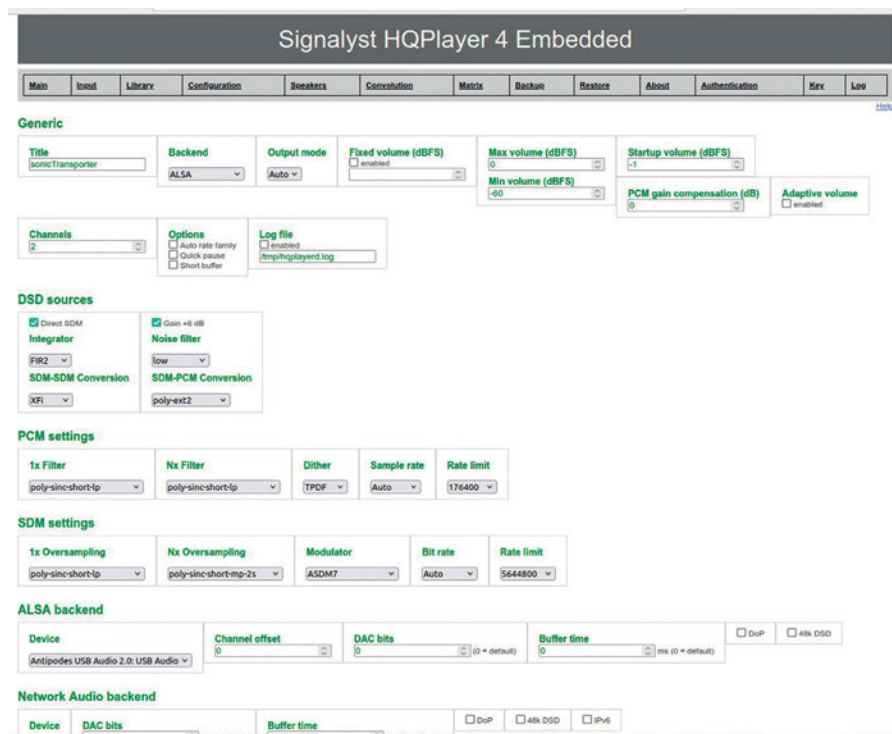 Signalyst HQPlayer 4 Embedded
Main Input Library Configuration Speakers Convolution Matrix Backup Restore About Authentication Key Log
Help
Generic
Title Backend Output mode Fixed volume (dBFS) Max volume (dBFS) Startup volume (dBFS)
sonicTransporter ALSA Auto enabled 0 -1
Min volume (dBFS) PCM gain compensation (dB) Adaptive volume
-60 0 enabled
Channels Options Log file
2 Auto rate family enabled
Quick pause /tmp/hqplayerd.log
Short buffer
DSD sources
Direct SDM Gain +6 dB
Integrator Noise filter
FIR2 low
SDM-SDM Conversion SDM-PCM Conversion
XFi poly-ext2
PCM settings
1x Filter Nx Filter Dither Sample rate Rate limit
poly-sinc-short-lp poly-sinc-short-lp TPDF Auto 176400
SDM settings
1x Oversampling Nx Oversampling Modulator Bit rate Rate limit
poly-sinc-short-lp poly-sinc-short-mp-2s ASDM7 Auto 5644800
ALSA backend
Device Channel offset DAC bits Buffer time DoP 48k DSD
Antipodes USB Audio 2.0: USB Audio 0 0 (0 = default) 0 ms (0 = default)
Network Audio backend
Device DAC bits Buffer time DoP 48k DSD IPv6